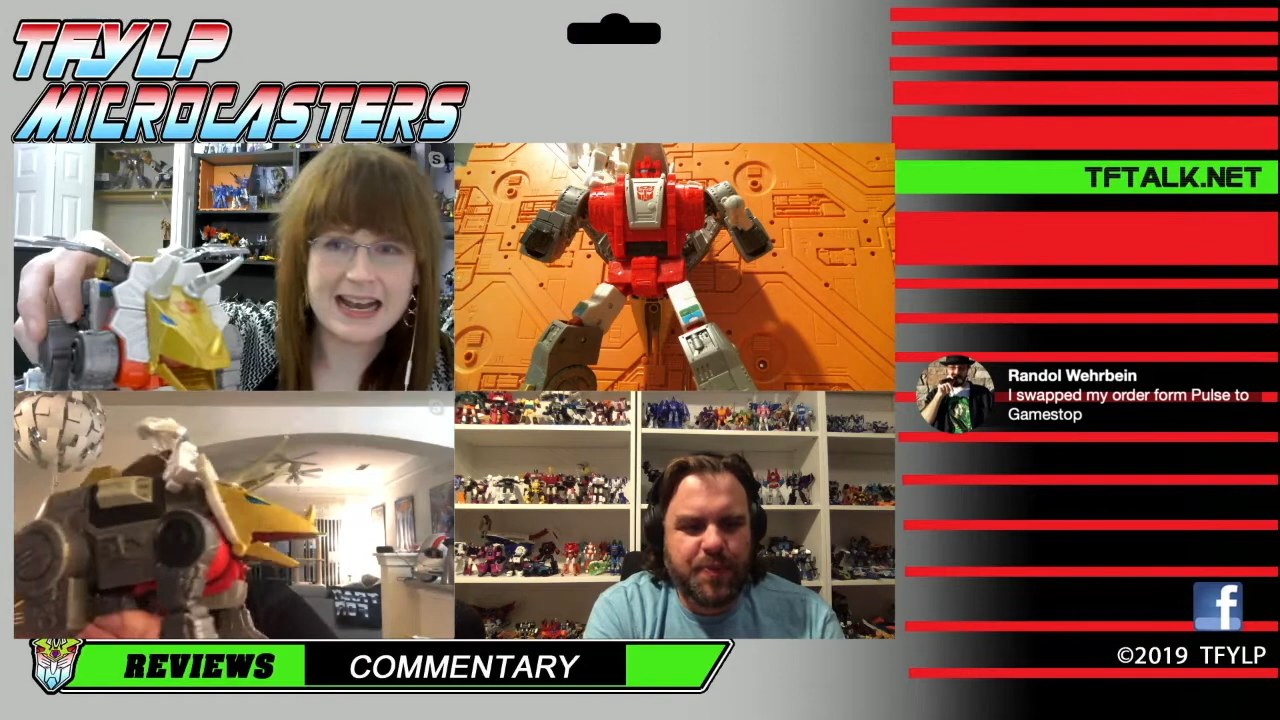 TFYLP
MICROCASTERS
TFTALK.NET
Randol Wehrbein
I swapped my order form Pulse to
Gamestop
REVIEWS
COMMENTARY
©2019 TFYLP